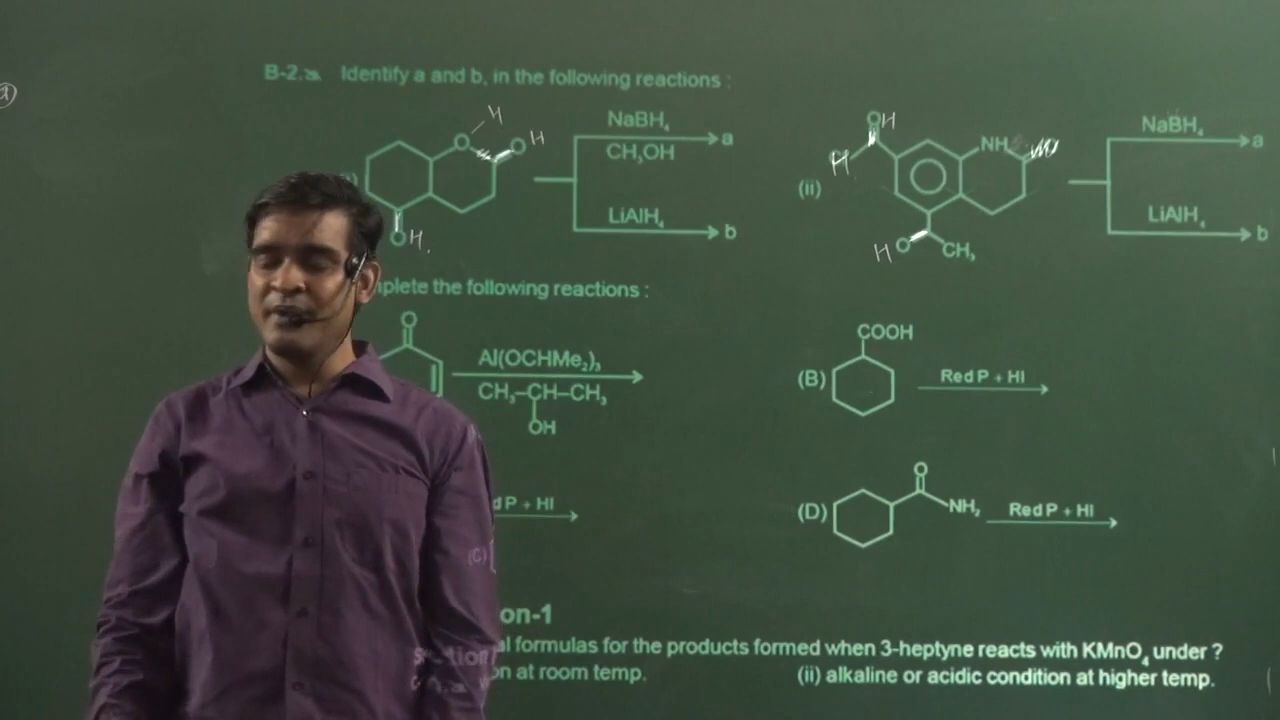 B-2. Identify a and b, in the following reactions :
O H
O H
NaBH₄
CH₃OH
a
O H
LiAlH₄
b
(ii)
O H
H
NH
NaBH₄
a
H O
CH₃
LiAlH₄
b
plete the following reactions :
O
Al(OCHMe₂)₃
CH₃–CH–CH₃
OH
(B)
COOH
Red P + HI
(C)
d P + HI
(D)
O
NH₂
Red P + HI
on-1
al formulas for the products formed when 3-heptyne reacts with KMnO₄ under ?
on at room temp. (ii) alkaline or acidic condition at higher temp.